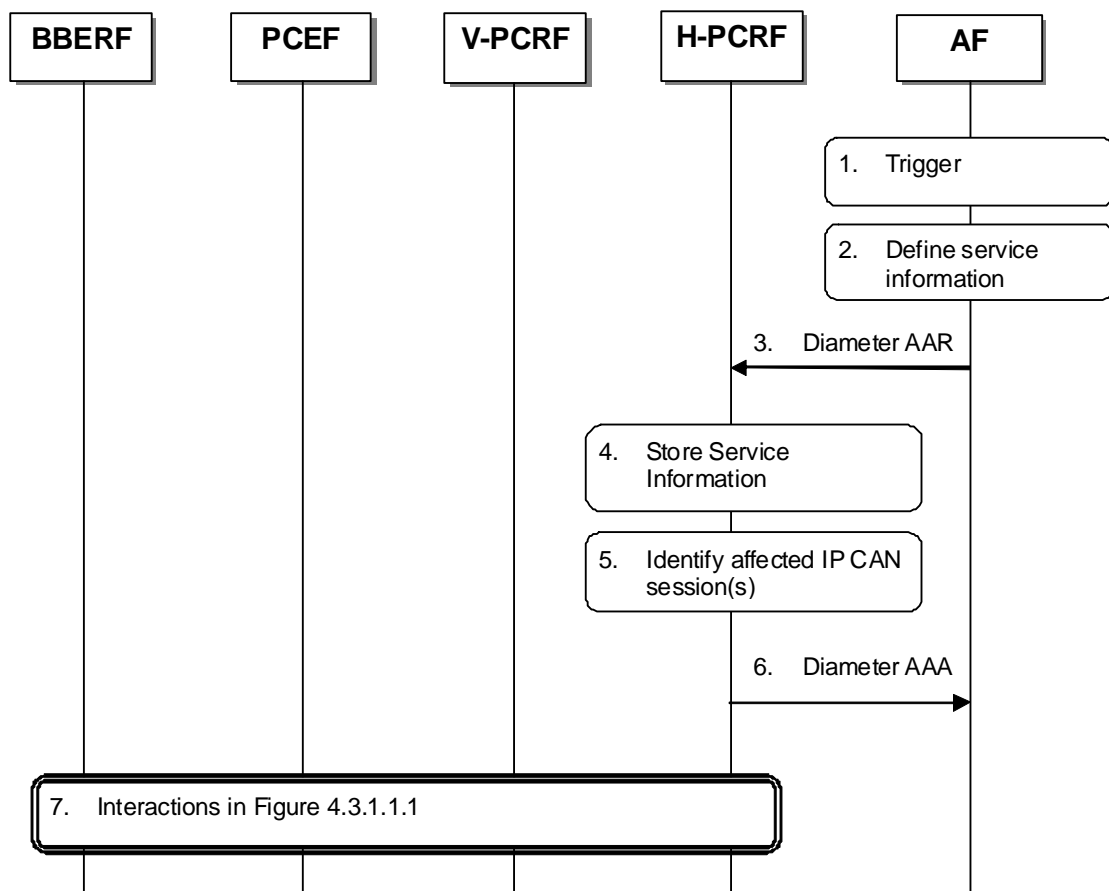 BBERF PCEF V-PCRF H-PCRF AF
1. Trigger
2. Define service
information
3. Diameter AAR
4. Store Service
Information
5. Identify affected IP CAN
session(s)
6. Diameter AAA
7. Interactions in Figure 4.3.1.1.1